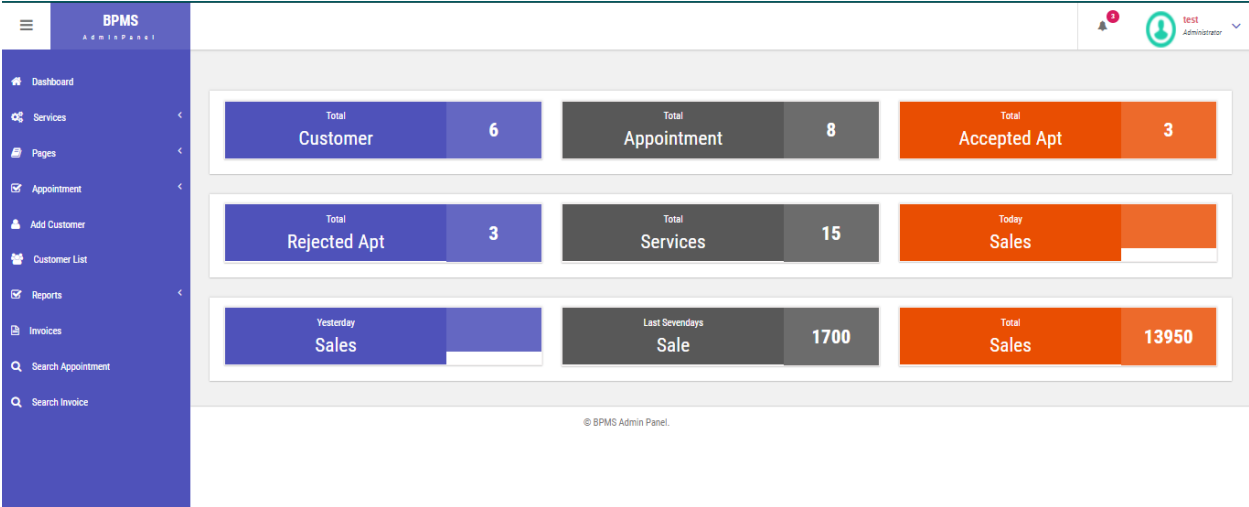 BPMS
AdminPanel
3
test
Administrator
Dashboard
Services
Pages
Appointment
Add Customer
Customer List
Reports
Invoices
Search Appointment
Search Invoice
Total
Customer
6
Total
Appointment
8
Total
Accepted Apt
3
Total
Rejected Apt
3
Total
Services
15
Today
Sales
Yesterday
Sales
Last Sevendays
Sale
1700
Total
Sales
13950
© BPMS Admin Panel.